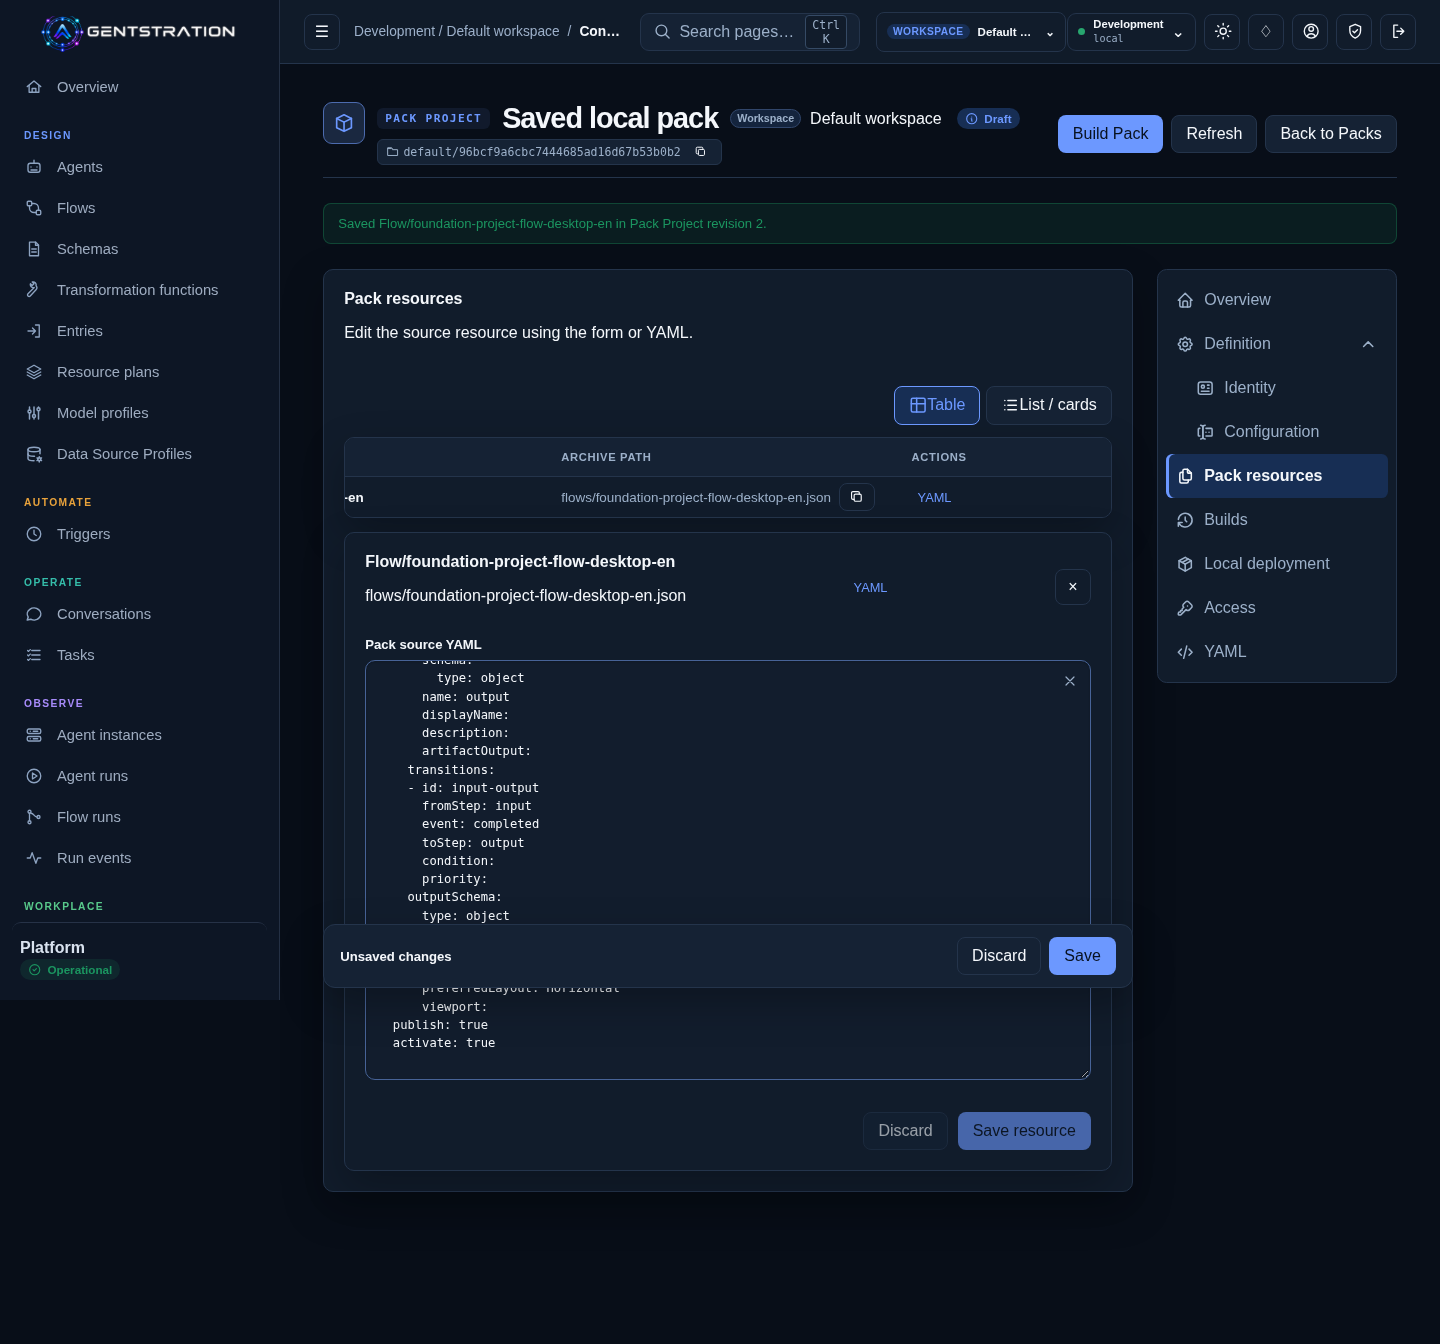 GENTSTRATION
☰
Development / Default workspace / Con...
Search pages...
Ctrl K
WORKSPACE Default ...
Development
local
Overview
DESIGN
Agents
Flows
Schemas
Transformation functions
Entries
Resource plans
Model profiles
Data Source Profiles
AUTOMATE
Triggers
OPERATE
Conversations
Tasks
OBSERVE
Agent instances
Agent runs
Flow runs
Run events
WORKPLACE
Platform
Operational
PACK PROJECT
Saved local pack
Workspace Default workspace
Draft
default/96bcf9a6cbc7444685ad16d67b53b0b2
Build Pack
Refresh
Back to Packs
Saved Flow/foundation-project-flow-desktop-en in Pack Project revision 2.
Pack resources
Edit the source resource using the form or YAML.
Table
List / cards
ARCHIVE PATH ACTIONS
-en flows/foundation-project-flow-desktop-en.json YAML
Flow/foundation-project-flow-desktop-en
flows/foundation-project-flow-desktop-en.json
YAML
×
Pack source YAML
schema:
type: object
name: output
displayName:
description:
artifactOutput:
transitions:
- id: input-output
fromStep: input
event: completed
toStep: output
condition:
priority:
outputSchema:
type: object
Unsaved changes
Discard
Save
preferredLayout: horizontal
viewport:
publish: true
activate: true
Discard
Save resource
Overview
Definition
Identity
Configuration
Pack resources
Builds
Local deployment
Access
YAML